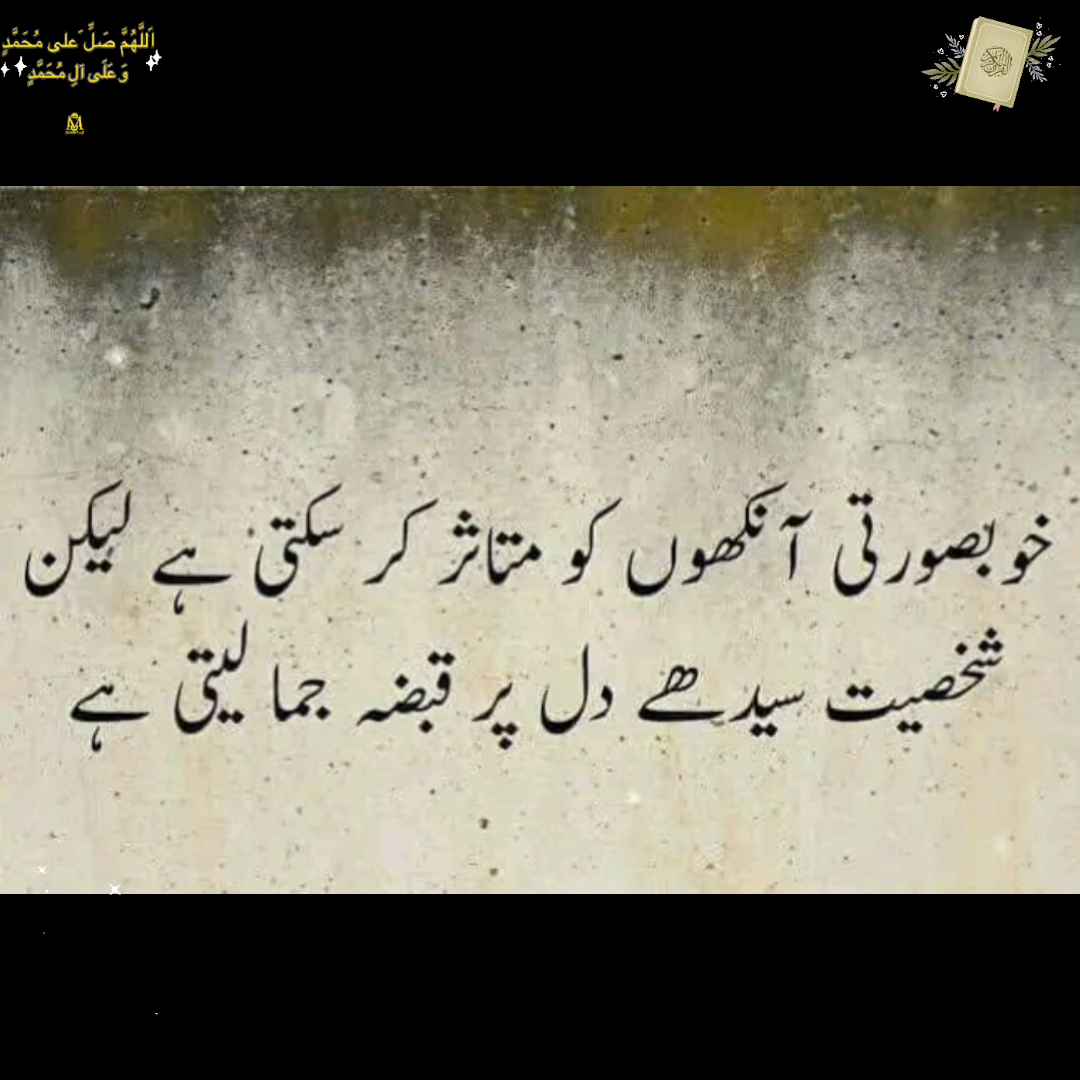 اَللَّهُمَّ صَلِّ عَلى مُحَمَّدٍ
وَ عَلَى آلِ مُحَمَّدٍ
خوبصورتی آنکھوں کو متاثر کر سکتی ہے لیکن
شخصیت سیدھے دل پر قبضہ جما لیتی ہے